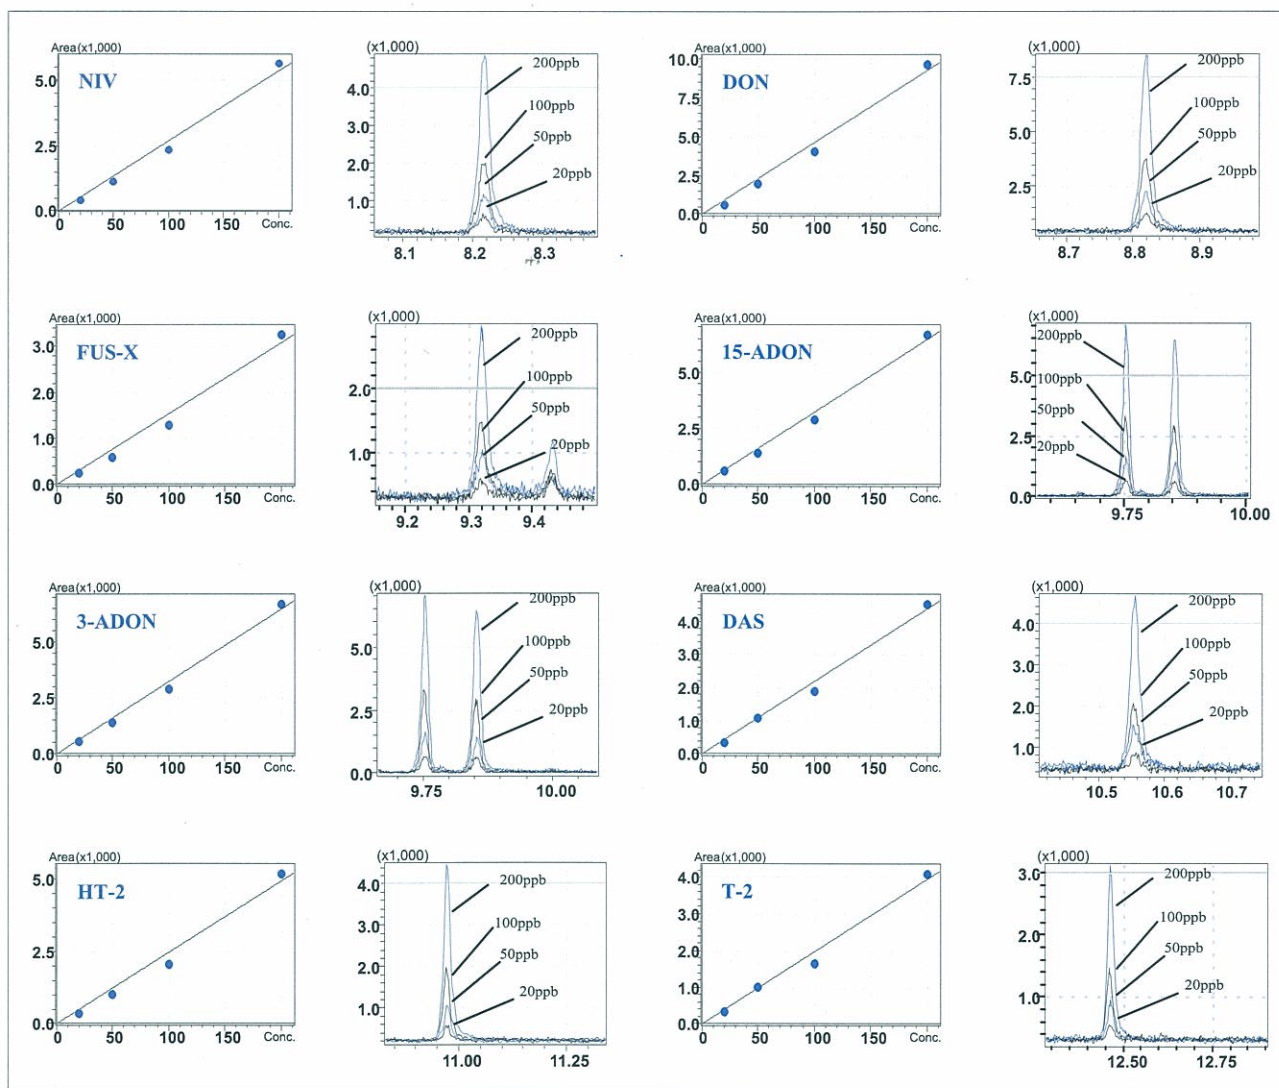 Area(x1,000)
NIV
5.0
2.5
0.0
0 50 100 150 Conc.
(x1,000)
4.0
3.0
2.0
1.0
200ppb
100ppb
50ppb
20ppb
8.1 8.2 8.3
Area(x1,000)
DON
10.0
7.5
5.0
2.5
0.0
0 50 100 150 Conc.
(x1,000)
7.5
5.0
2.5
200ppb
100ppb
50ppb
20ppb
8.7 8.8 8.9
Area(x1,000)
FUS-X
3.0
2.0
1.0
0.0
0 50 100 150 Conc.
(x1,000)
2.0
1.0
200ppb
100ppb
50ppb
20ppb
9.2 9.3 9.4
Area(x1,000)
15-ADON
5.0
2.5
0.0
0 50 100 150 Conc.
(x1,000)
200ppb
5.0
100ppb
50ppb
2.5
20ppb
0.0
9.75 10.00
Area(x1,000)
3-ADON
5.0
2.5
0.0
0 50 100 150 Conc.
(x1,000)
5.0
2.5
0.0
200ppb
100ppb
50ppb
20ppb
9.75 10.00
Area(x1,000)
DAS
4.0
3.0
2.0
1.0
0.0
0 50 100 150 Conc.
(x1,000)
4.0
3.0
2.0
1.0
200ppb
100ppb
50ppb
20ppb
10.5 10.6 10.7
Area(x1,000)
HT-2
5.0
2.5
0.0
0 50 100 150 Conc.
(x1,000)
4.0
3.0
2.0
1.0
200ppb
100ppb
50ppb
20ppb
11.00 11.25
Area(x1,000)
T-2
4.0
3.0
2.0
1.0
0.0
0 50 100 150 Conc.
(x1,000)
3.0
2.0
1.0
200ppb
100ppb
50ppb
20ppb
12.50 12.75